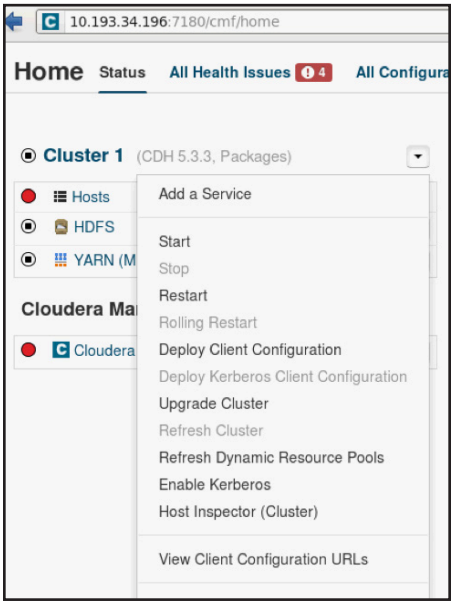 C 10.193.34.196:7180/cmf/home
Home Status All Health Issues 4 All Configura
Cluster 1 (CDH 5.3.3, Packages)
Hosts
HDFS
YARN (M
Cloudera Ma
C Cloudera
Add a Service
Start
Stop
Restart
Rolling Restart
Deploy Client Configuration
Deploy Kerberos Client Configuration
Upgrade Cluster
Refresh Cluster
Refresh Dynamic Resource Pools
Enable Kerberos
Host Inspector (Cluster)
View Client Configuration URLs